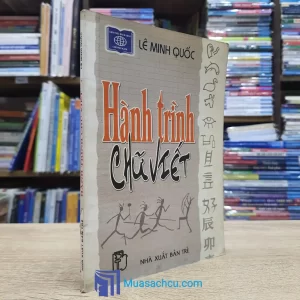 LÊ MINH QUỐC
Hành trình
CHỮ VIẾT
NHÀ XUẤT BẢN TRẺ
Muasachcu.com